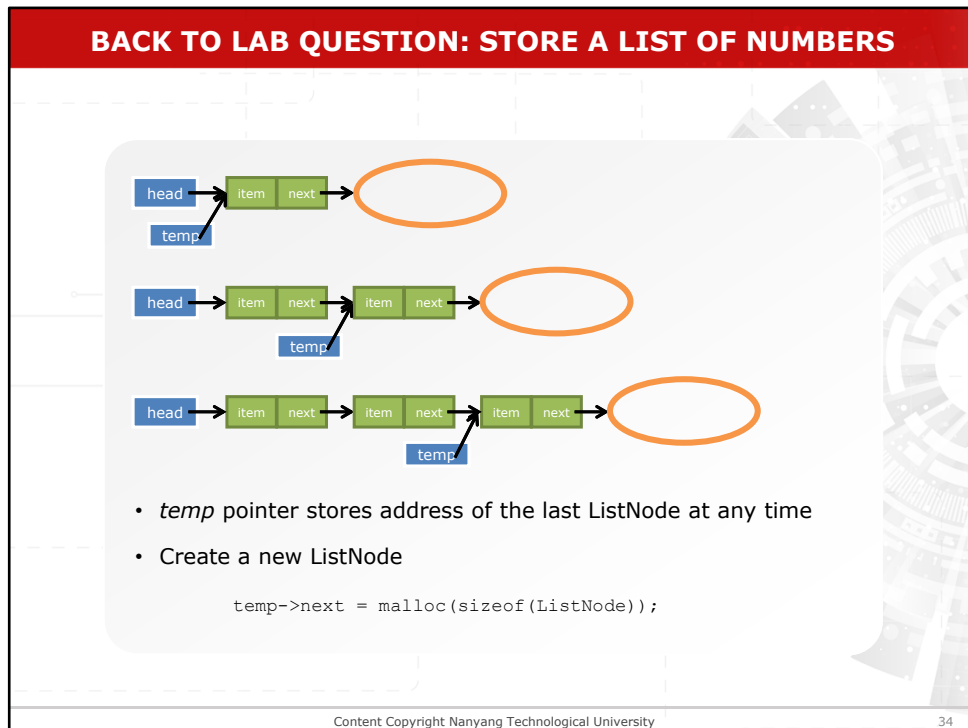 BACK TO LAB QUESTION: STORE A LIST OF NUMBERS
head item next
temp
head item next item next
temp
head item next item next item next
temp
• temp pointer stores address of the last ListNode at any time
• Create a new ListNode
temp->next = malloc(sizeof(ListNode));
Content Copyright Nanyang Technological University 34